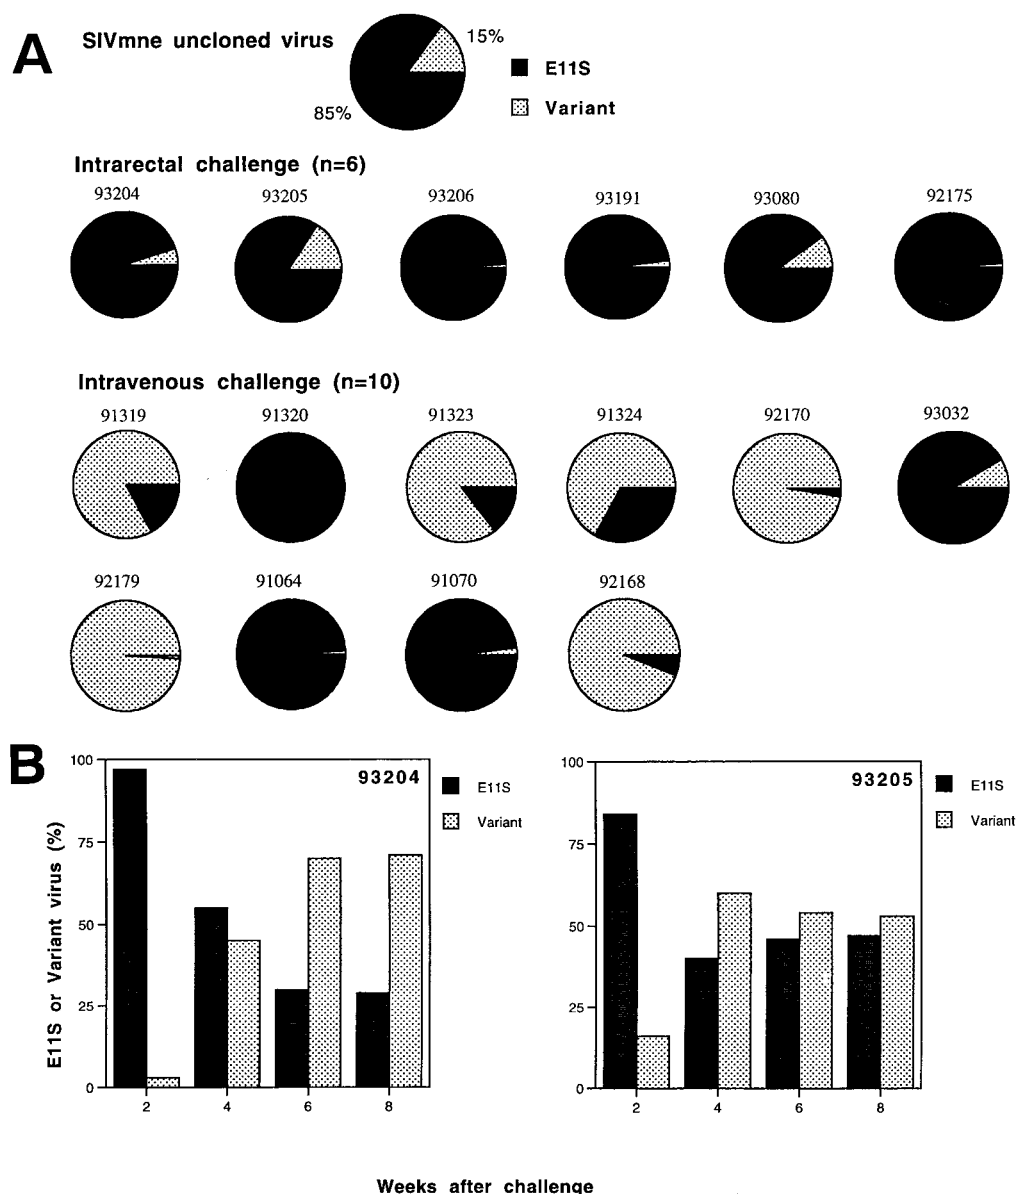 A
SIVmne uncloned virus
15%
85%
E11S
Variant
Intrarectal challenge (n=6)
93204 93205 93206 93191 93080 92175
Intravenous challenge (n=10)
91319 91320 91323 91324 92170 93032
92179 91064 91070 92168
B
E11S or Variant virus (%)
100
75
50
25
0
2 4 6 8
93204
E11S
Variant
100
75
50
25
0
2 4 6 8
93205
E11S
Variant
Weeks after challenge